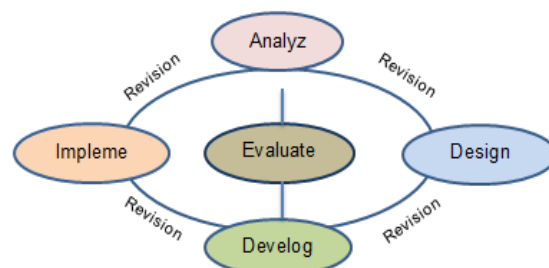 Analyz
Revision
Revision
Impleme
Evaluate
Design
Revision
Revision
Develog